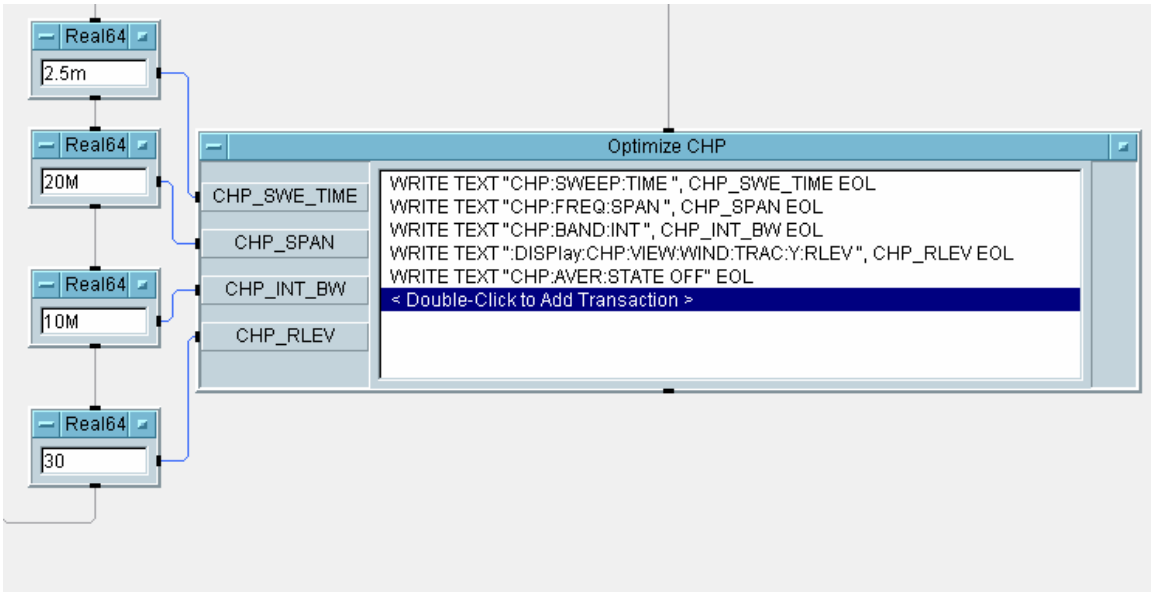 Real64
2.5m
Real64
20M
Real64
10M
Real64
30
Optimize CHP
CHP_SWE_TIME
CHP_SPAN
CHP_INT_BW
CHP_RLEV
WRITE TEXT "CHP:SWEEP:TIME ", CHP_SWE_TIME EOL
WRITE TEXT "CHP:FREQ:SPAN ", CHP_SPAN EOL
WRITE TEXT "CHP:BAND:INT ", CHP_INT_BW EOL
WRITE TEXT ":DISPlay:CHP:VIEW:WIND:TRAC:Y:RLEV ", CHP_RLEV EOL
WRITE TEXT "CHP:AVER:STATE OFF" EOL
< Double-Click to Add Transaction >